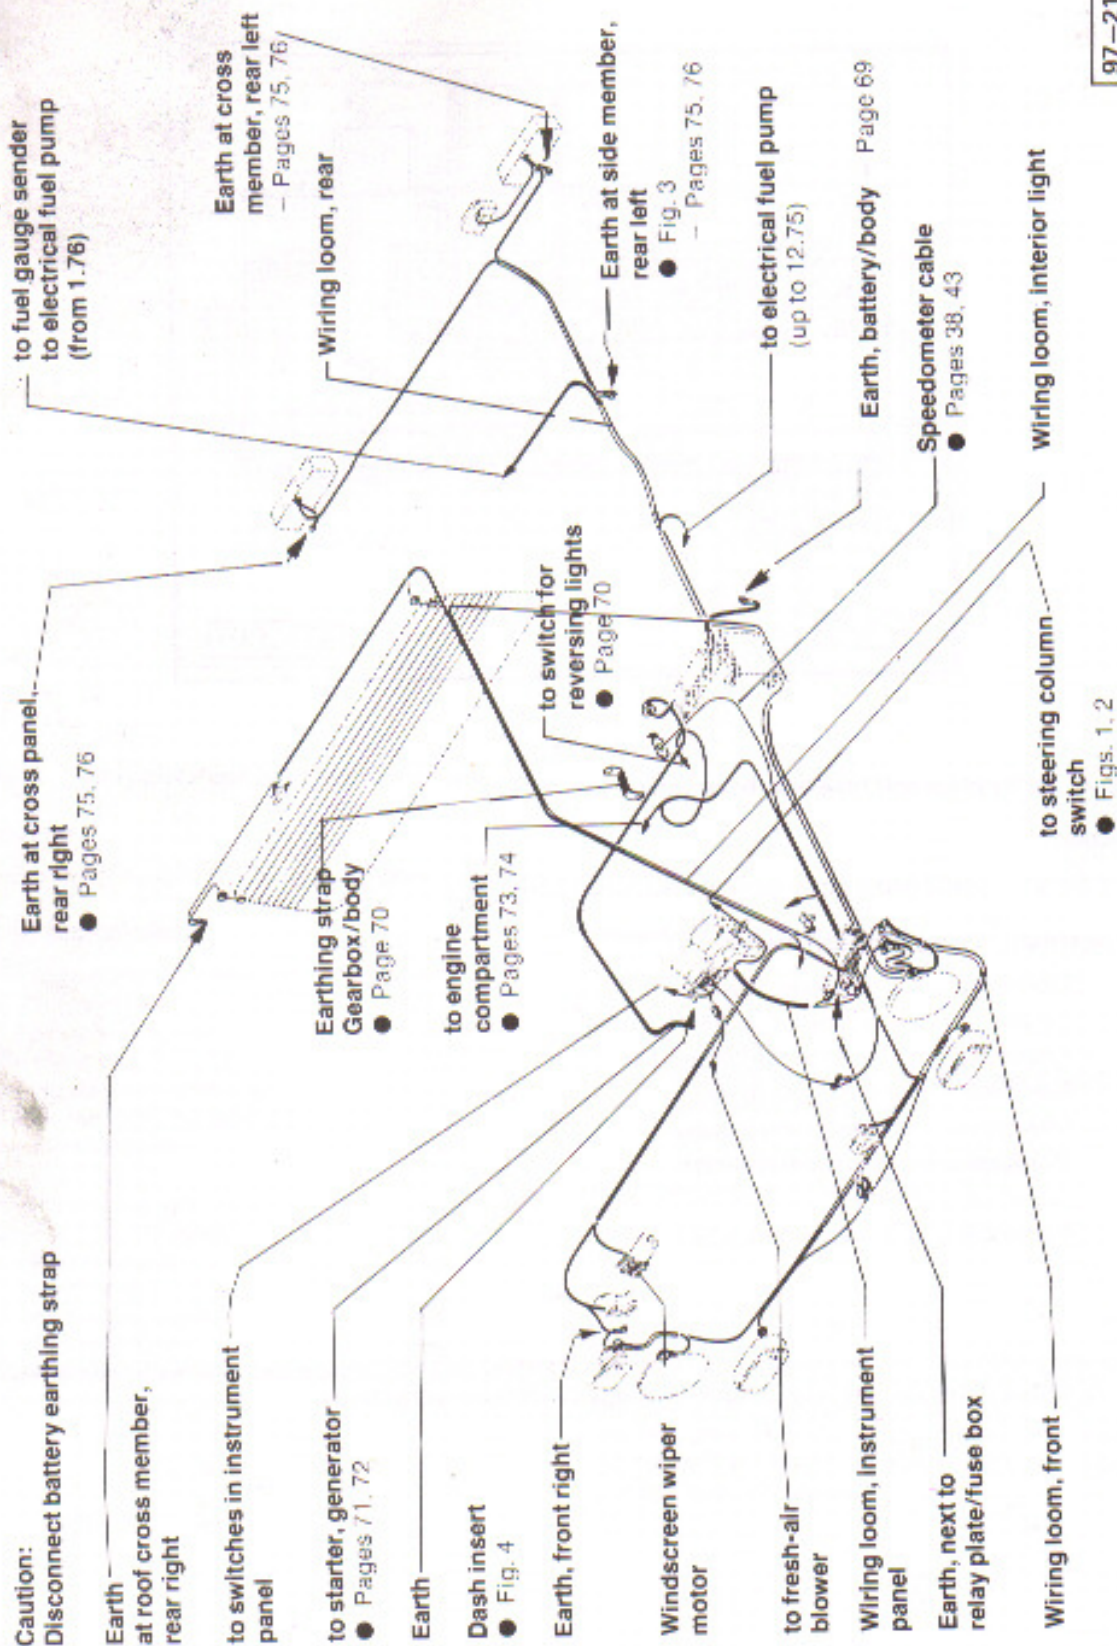 Caution:
Disconnect battery earthing strap
Earth
at roof cross member,
rear right
to switches in instrument
panel
to starter, generator
● Pages 71, 72
Earth
Dash insert
● Fig. 4
Earth, front right
Windscreen wiper
motor
to fresh-air
blower
Wiring loom, instrument
panel
Earth, next to
relay plate/fuse box
Wiring loom, front
Earth at cross panel,
rear right
● Pages 75, 76
Earthing strap
Gearbox/body
● Page 70
to engine
compartment
● Pages 73, 74
to switch for
reversing lights
● Page 70
to fuel gauge sender
to electrical fuel pump
(from 1.76)
Earth at cross
member, rear left
– Pages 75, 76
Wiring loom, rear
Earth at side member,
rear left
● Fig. 3
– Pages 75, 76
to electrical fuel pump
(up to 12.75)
Earth, battery/body Page 69
Speedometer cable
● Pages 38, 43
Wiring loom, interior light
to steering column
switch
● Figs. 1, 2
97–21